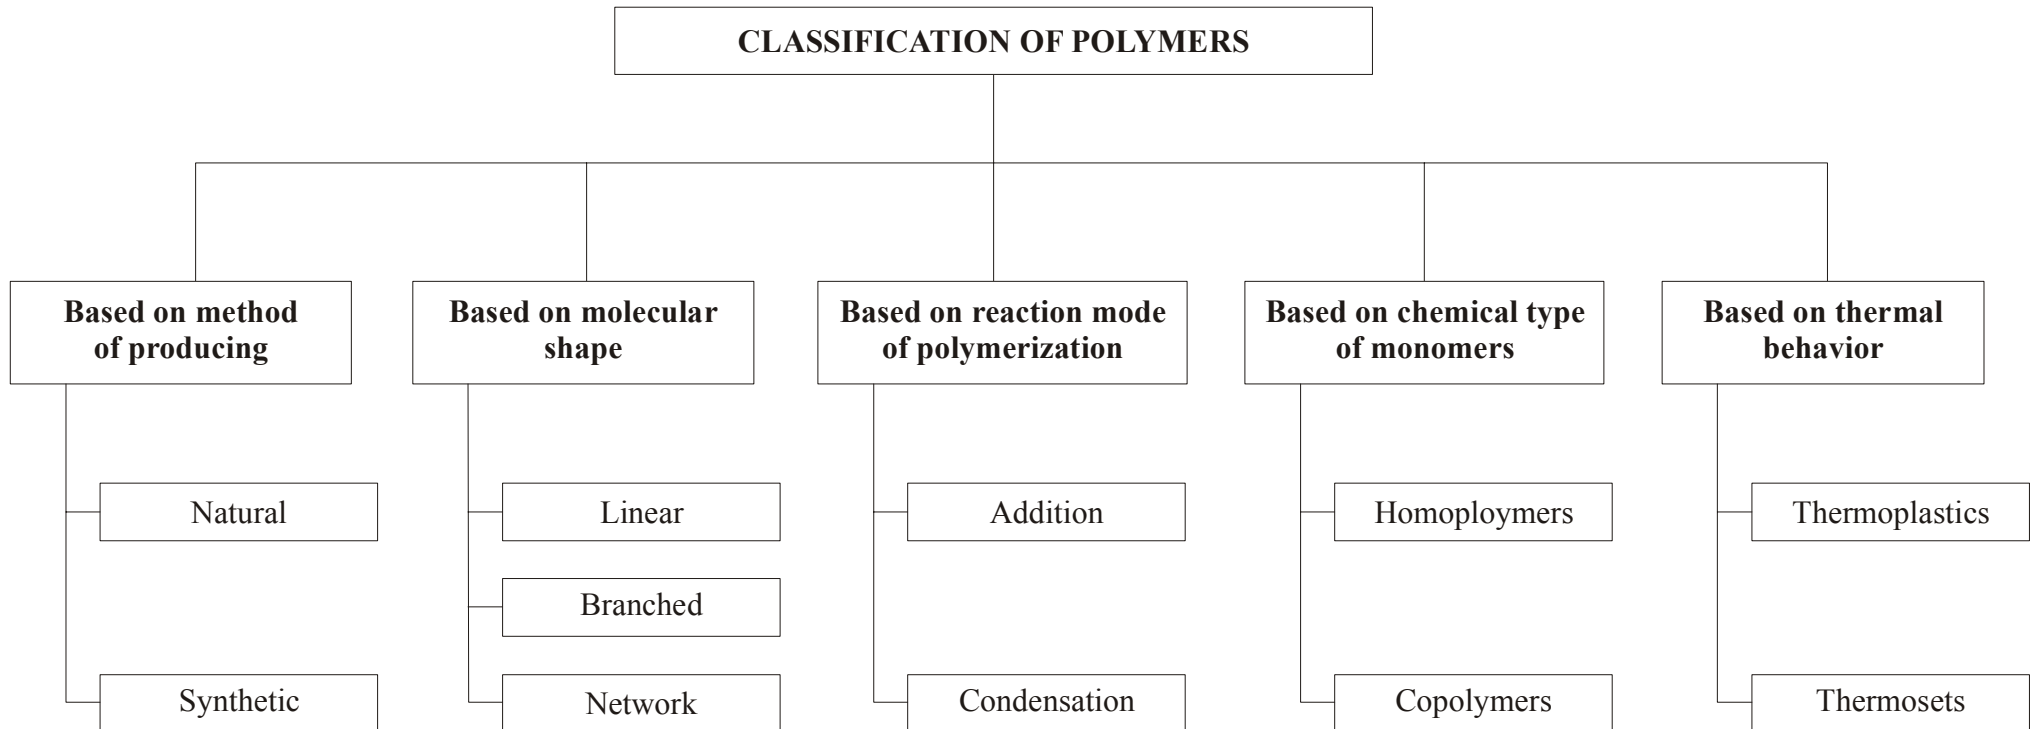 CLASSIFICATION OF POLYMERS
Based on method
of producing
Based on molecular
shape
Based on reaction mode
of polymerization
Based on chemical type
of monomers
Based on thermal
behavior
Natural
Linear
Addition
Homoploymers
Thermoplastics
Branched
Synthetic
Network
Condensation
Copolymers
Thermosets